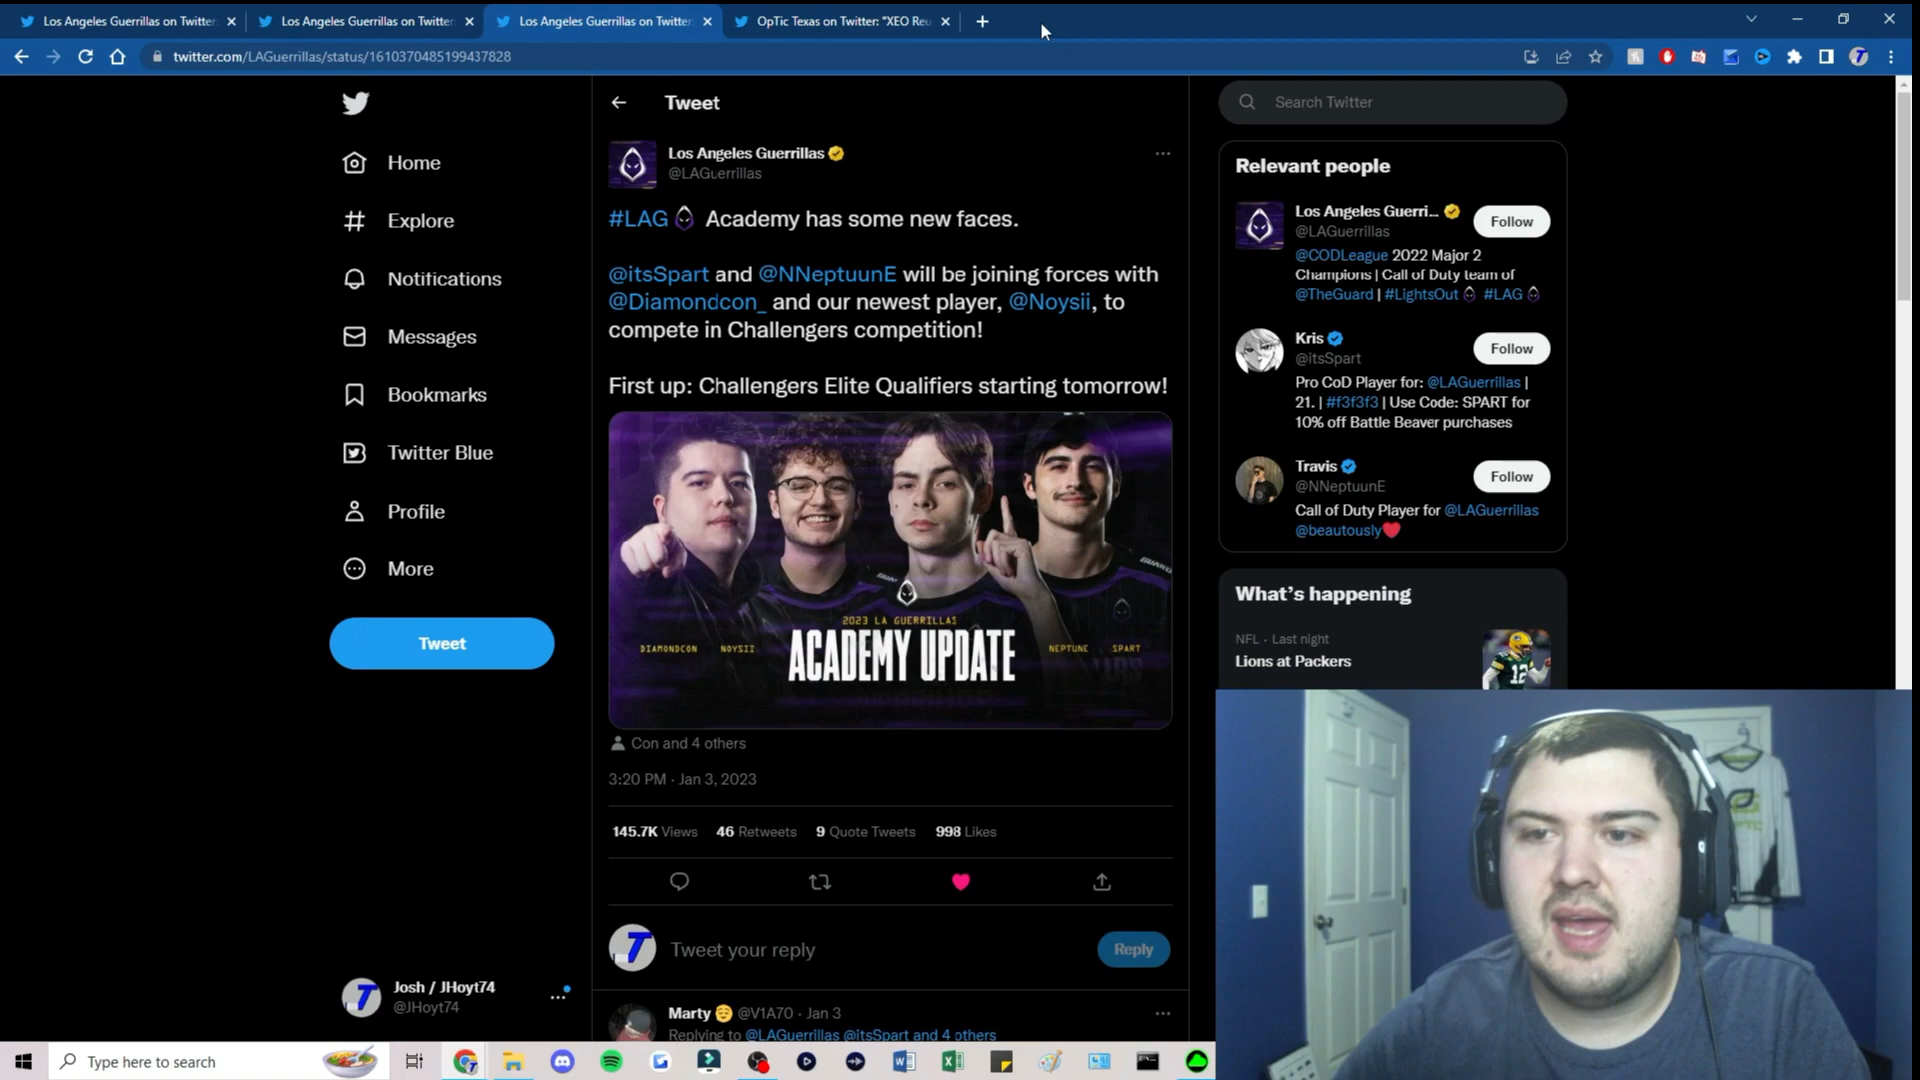 Los Angeles Guerrillas on Twitter
Los Angeles Guerrillas on Twitter:
Los Angeles Guerrillas on Twitter
OpTic Texas on Twitter: "XEO Reu
twitter.com/LAGuerrillas/status/1610370485199437828
Home
Explore
Notifications
Messages
Bookmarks
Twitter Blue
Profile
More
Tweet
Josh / JHoyt74
@JHoyt74
Tweet
Los Angeles Guerrillas
@LAGuerrillas
#LAG Academy has some new faces.
@itsSpart and @NNeptuunE will be joining forces with
@Diamondcon_ and our newest player, @Noysii, to
compete in Challengers competition!
First up: Challengers Elite Qualifiers starting tomorrow!
2023 LA GUERRILLAS
ACADEMY UPDATE
DIAMONDCON NOYSII NEPTUNE SPART
Con and 4 others
3:20 PM · Jan 3, 2023
145.7K Views 46 Retweets 9 Quote Tweets 998 Likes
Tweet your reply
Reply
Marty @V1A70 · Jan 3
Replying to @LAGuerrillas @itsSpart and 4 others
Search Twitter
Relevant people
Los Angeles Guerri...
@LAGuerrillas
Follow
@CODLeague 2022 Major 2
Champions | Call of Duty team of
@TheGuard | #LightsOut #LAG
Kris
@itsSpart
Follow
Pro CoD Player for: @LAGuerrillas |
21. | #f3f3f3 | Use Code: SPART for
10% off Battle Beaver purchases
Travis
@NNeptuunE
Follow
Call of Duty Player for @LAGuerrillas
@beautously
What's happening
NFL · Last night
Lions at Packers
Type here to search